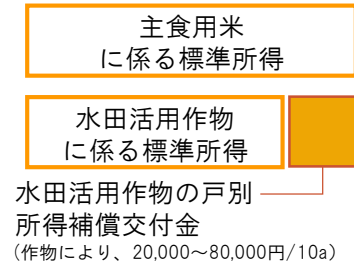 主食用米
に係る標準所得
水田活用作物
に係る標準所得
水田活用作物の戸別
所得補償交付金
(作物により、20,000～80,000円/10a)